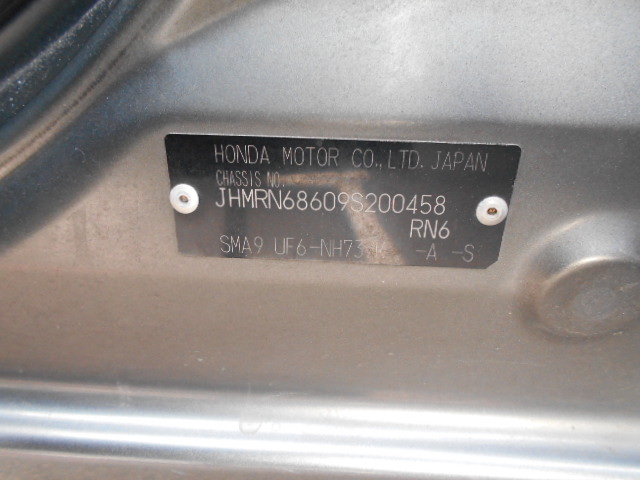 HONDA MOTOR CO., LTD. JAPAN
CHASSIS NO.
JHMRN68609S200458
RN6
SMA9 UF6-NH73 -A -S